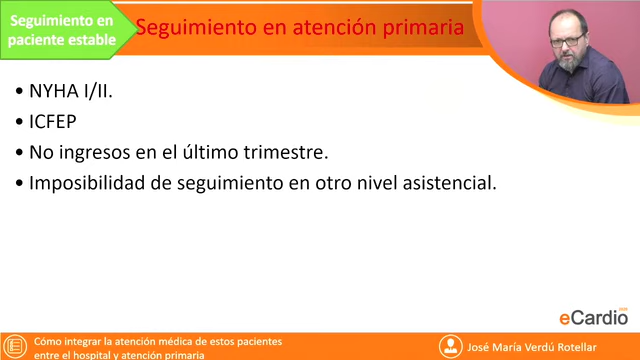 Seguimiento en
paciente estable
Seguimiento en atención primaria
• NYHA I/II.
• ICFEP
• No ingresos en el último trimestre.
• Imposibilidad de seguimiento en otro nivel asistencial.
eCardio
Cómo integrar la atención médica de estos pacientes
entre el hospital y atención primaria
José María Verdú Rotellar